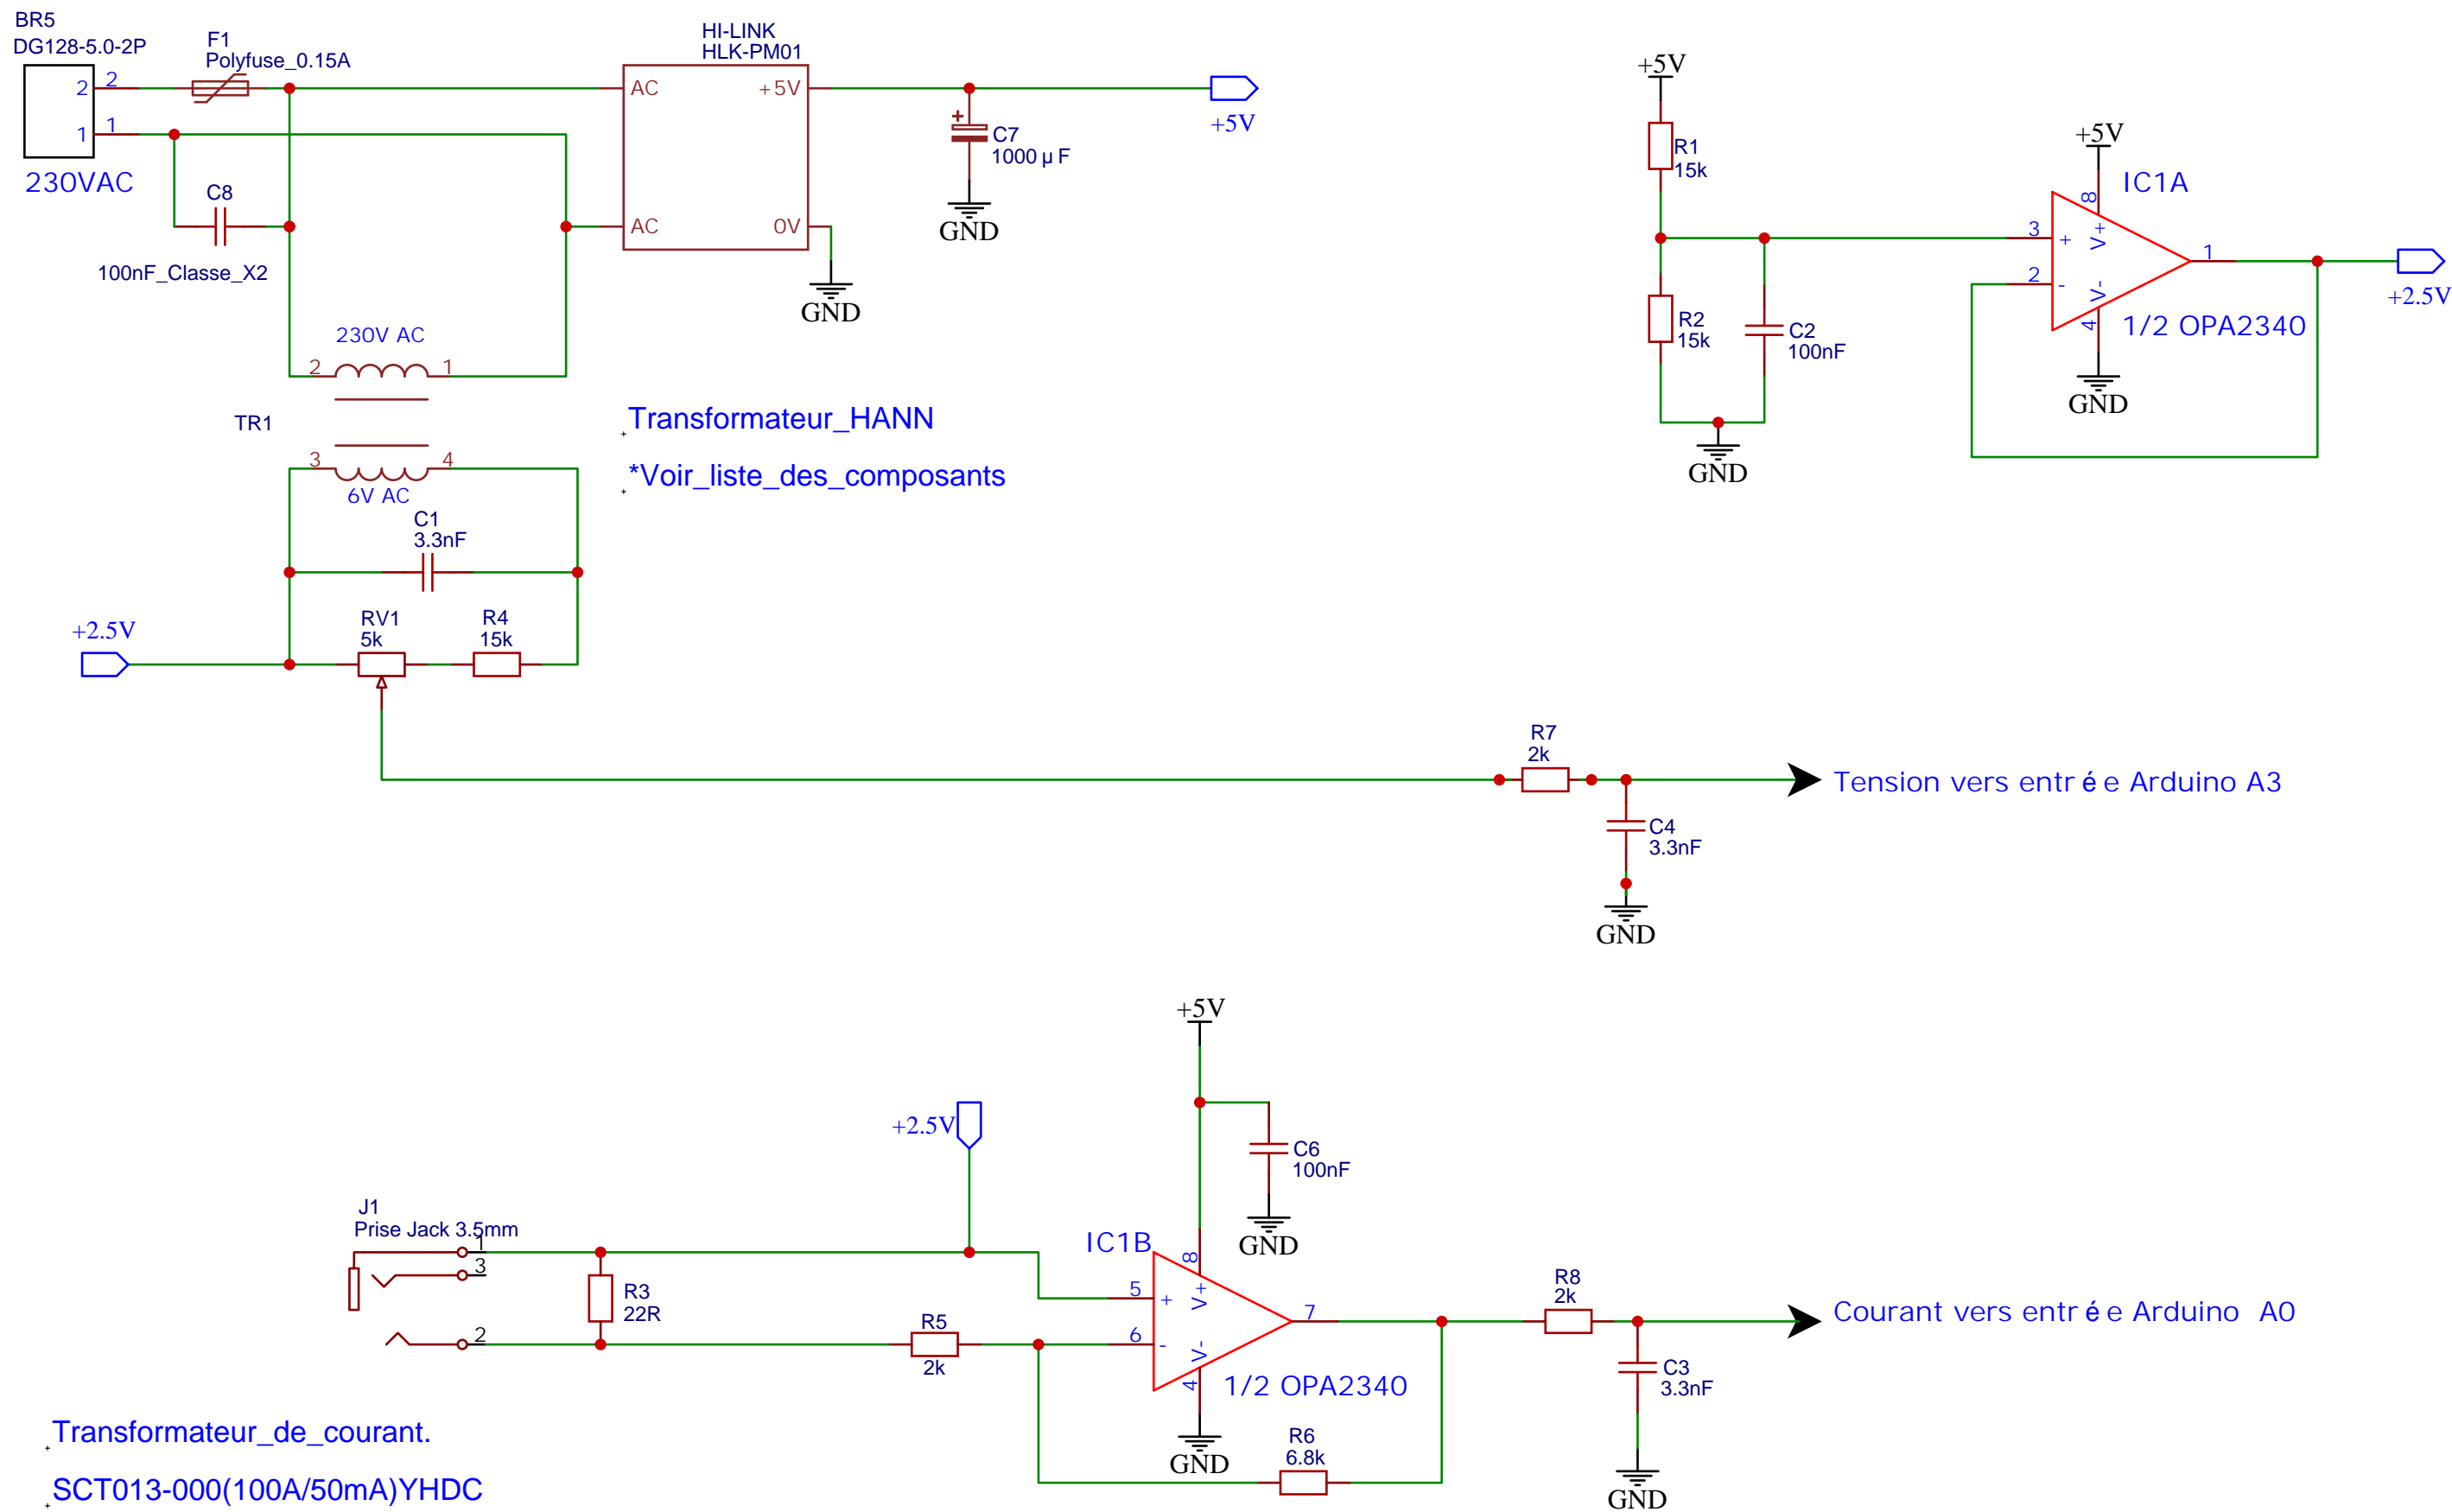 BR5
DG128-5.0-2P
F1
Polyfuse_0.15A
HI-LINK
HLK-PM01
2 2
1 1
230VAC
C8
100nF_Classe_X2
AC +5V
AC 0V
C7
1000 µ F
GND
+5V
GND
230V AC
2 1
TR1
3 4
6V AC
Transformateur_HANN
*Voir_liste_des_composants
C1
3.3nF
+2.5V
RV1
5k
R4
15k
+5V
R1
15k
R2
15k
C2
100nF
GND
+5V
IC1A
8
3 + V+
1
2 - V-
4
1/2 OPA2340
GND
+2.5V
R7
2k
Tension vers entrée Arduino A3
C4
3.3nF
GND
+5V
+2.5V
C6
100nF
GND
J1
Prise Jack 3.5mm
1
3
2
R3
22R
R5
2k
IC1B
8
5 + V+
7
6 - V-
4
1/2 OPA2340
GND
R6
6.8k
R8
2k
Courant vers entrée Arduino A0
C3
3.3nF
GND
Transformateur_de_courant.
SCT013-000(100A/50mA)YHDC